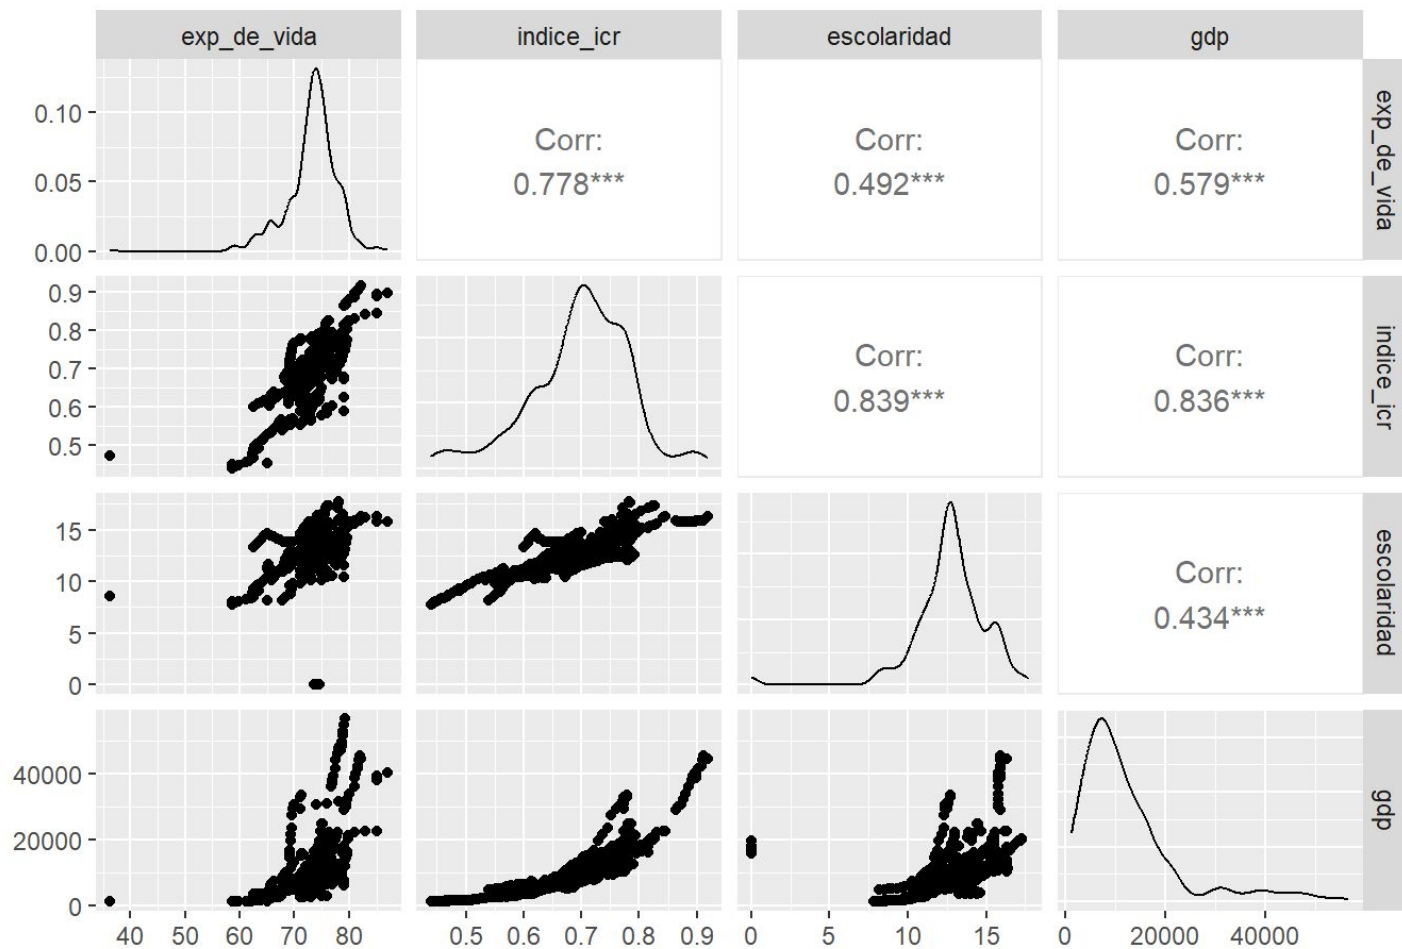 exp_de_vida indice_icr escolaridad gdp
0.10
0.05
0.00
Corr:
0.778***
Corr:
0.492***
Corr:
0.579***
exp_de_vida
0.9
0.8
0.7
0.6
0.5
Corr:
0.839***
Corr:
0.836***
indice_icr
15
10
5
0
Corr:
0.434***
escolaridad
40000
20000
0
gdp
40 50 60 70 80 0.5 0.6 0.7 0.8 0.9 0 5 10 15 0 20000 40000